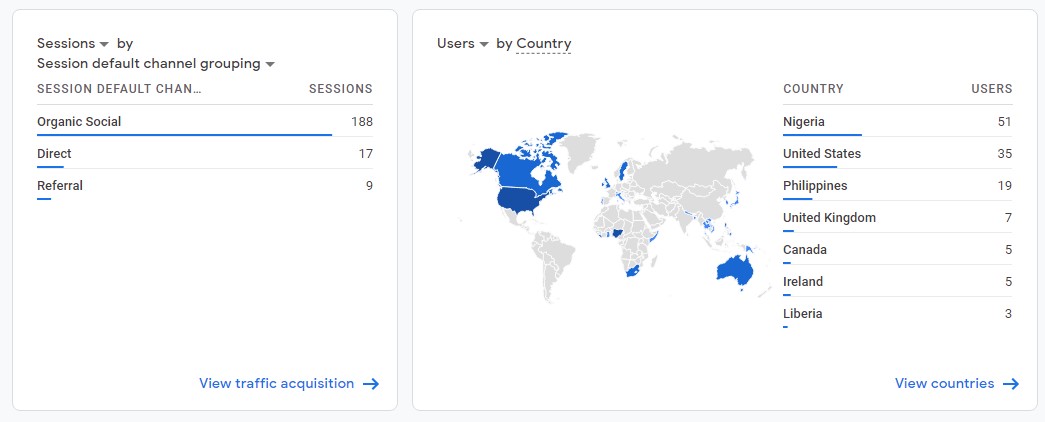 Sessions by
Session default channel grouping
SESSION DEFAULT CHAN… SESSIONS
Organic Social 188
Direct 17
Referral 9
View traffic acquisition
Users by Country
COUNTRY USERS
Nigeria 51
United States 35
Philippines 19
United Kingdom 7
Canada 5
Ireland 5
Liberia 3
View countries